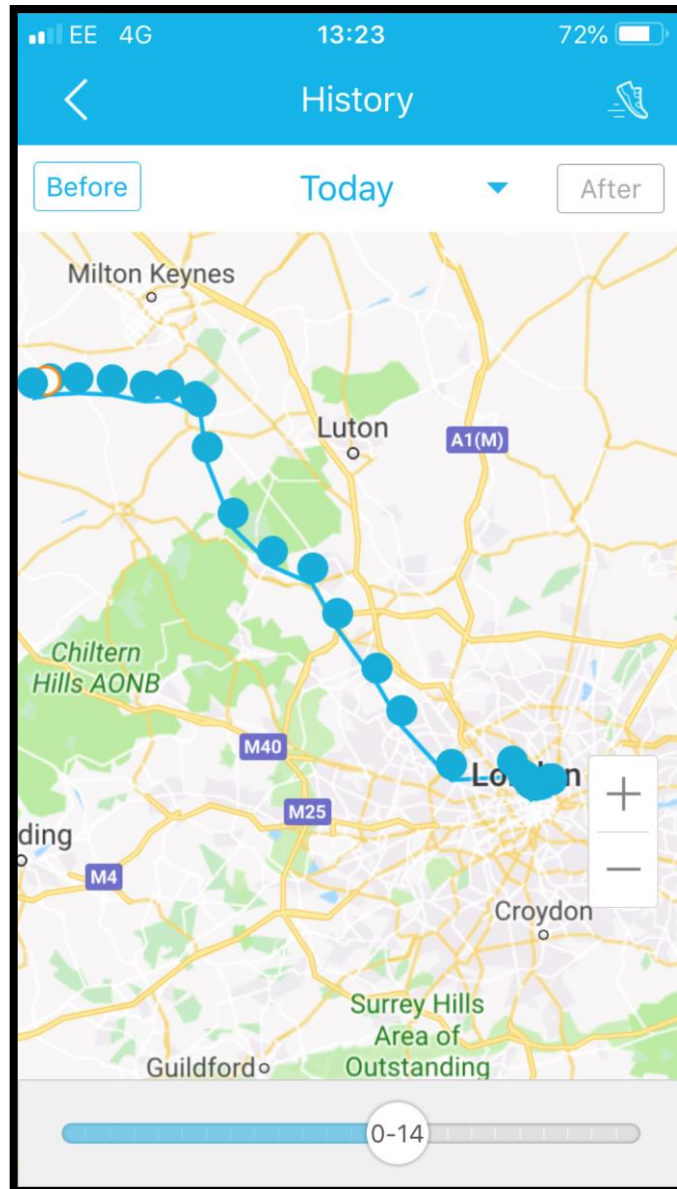 EE 4G 13:23 72%
History
Before Today After
Milton Keynes
Luton
A1(M)
Chiltern
Hills AONB
M40
London
M25
ding
M4
Croydon
Surrey Hills
Area of
Guildford Outstanding
0-14